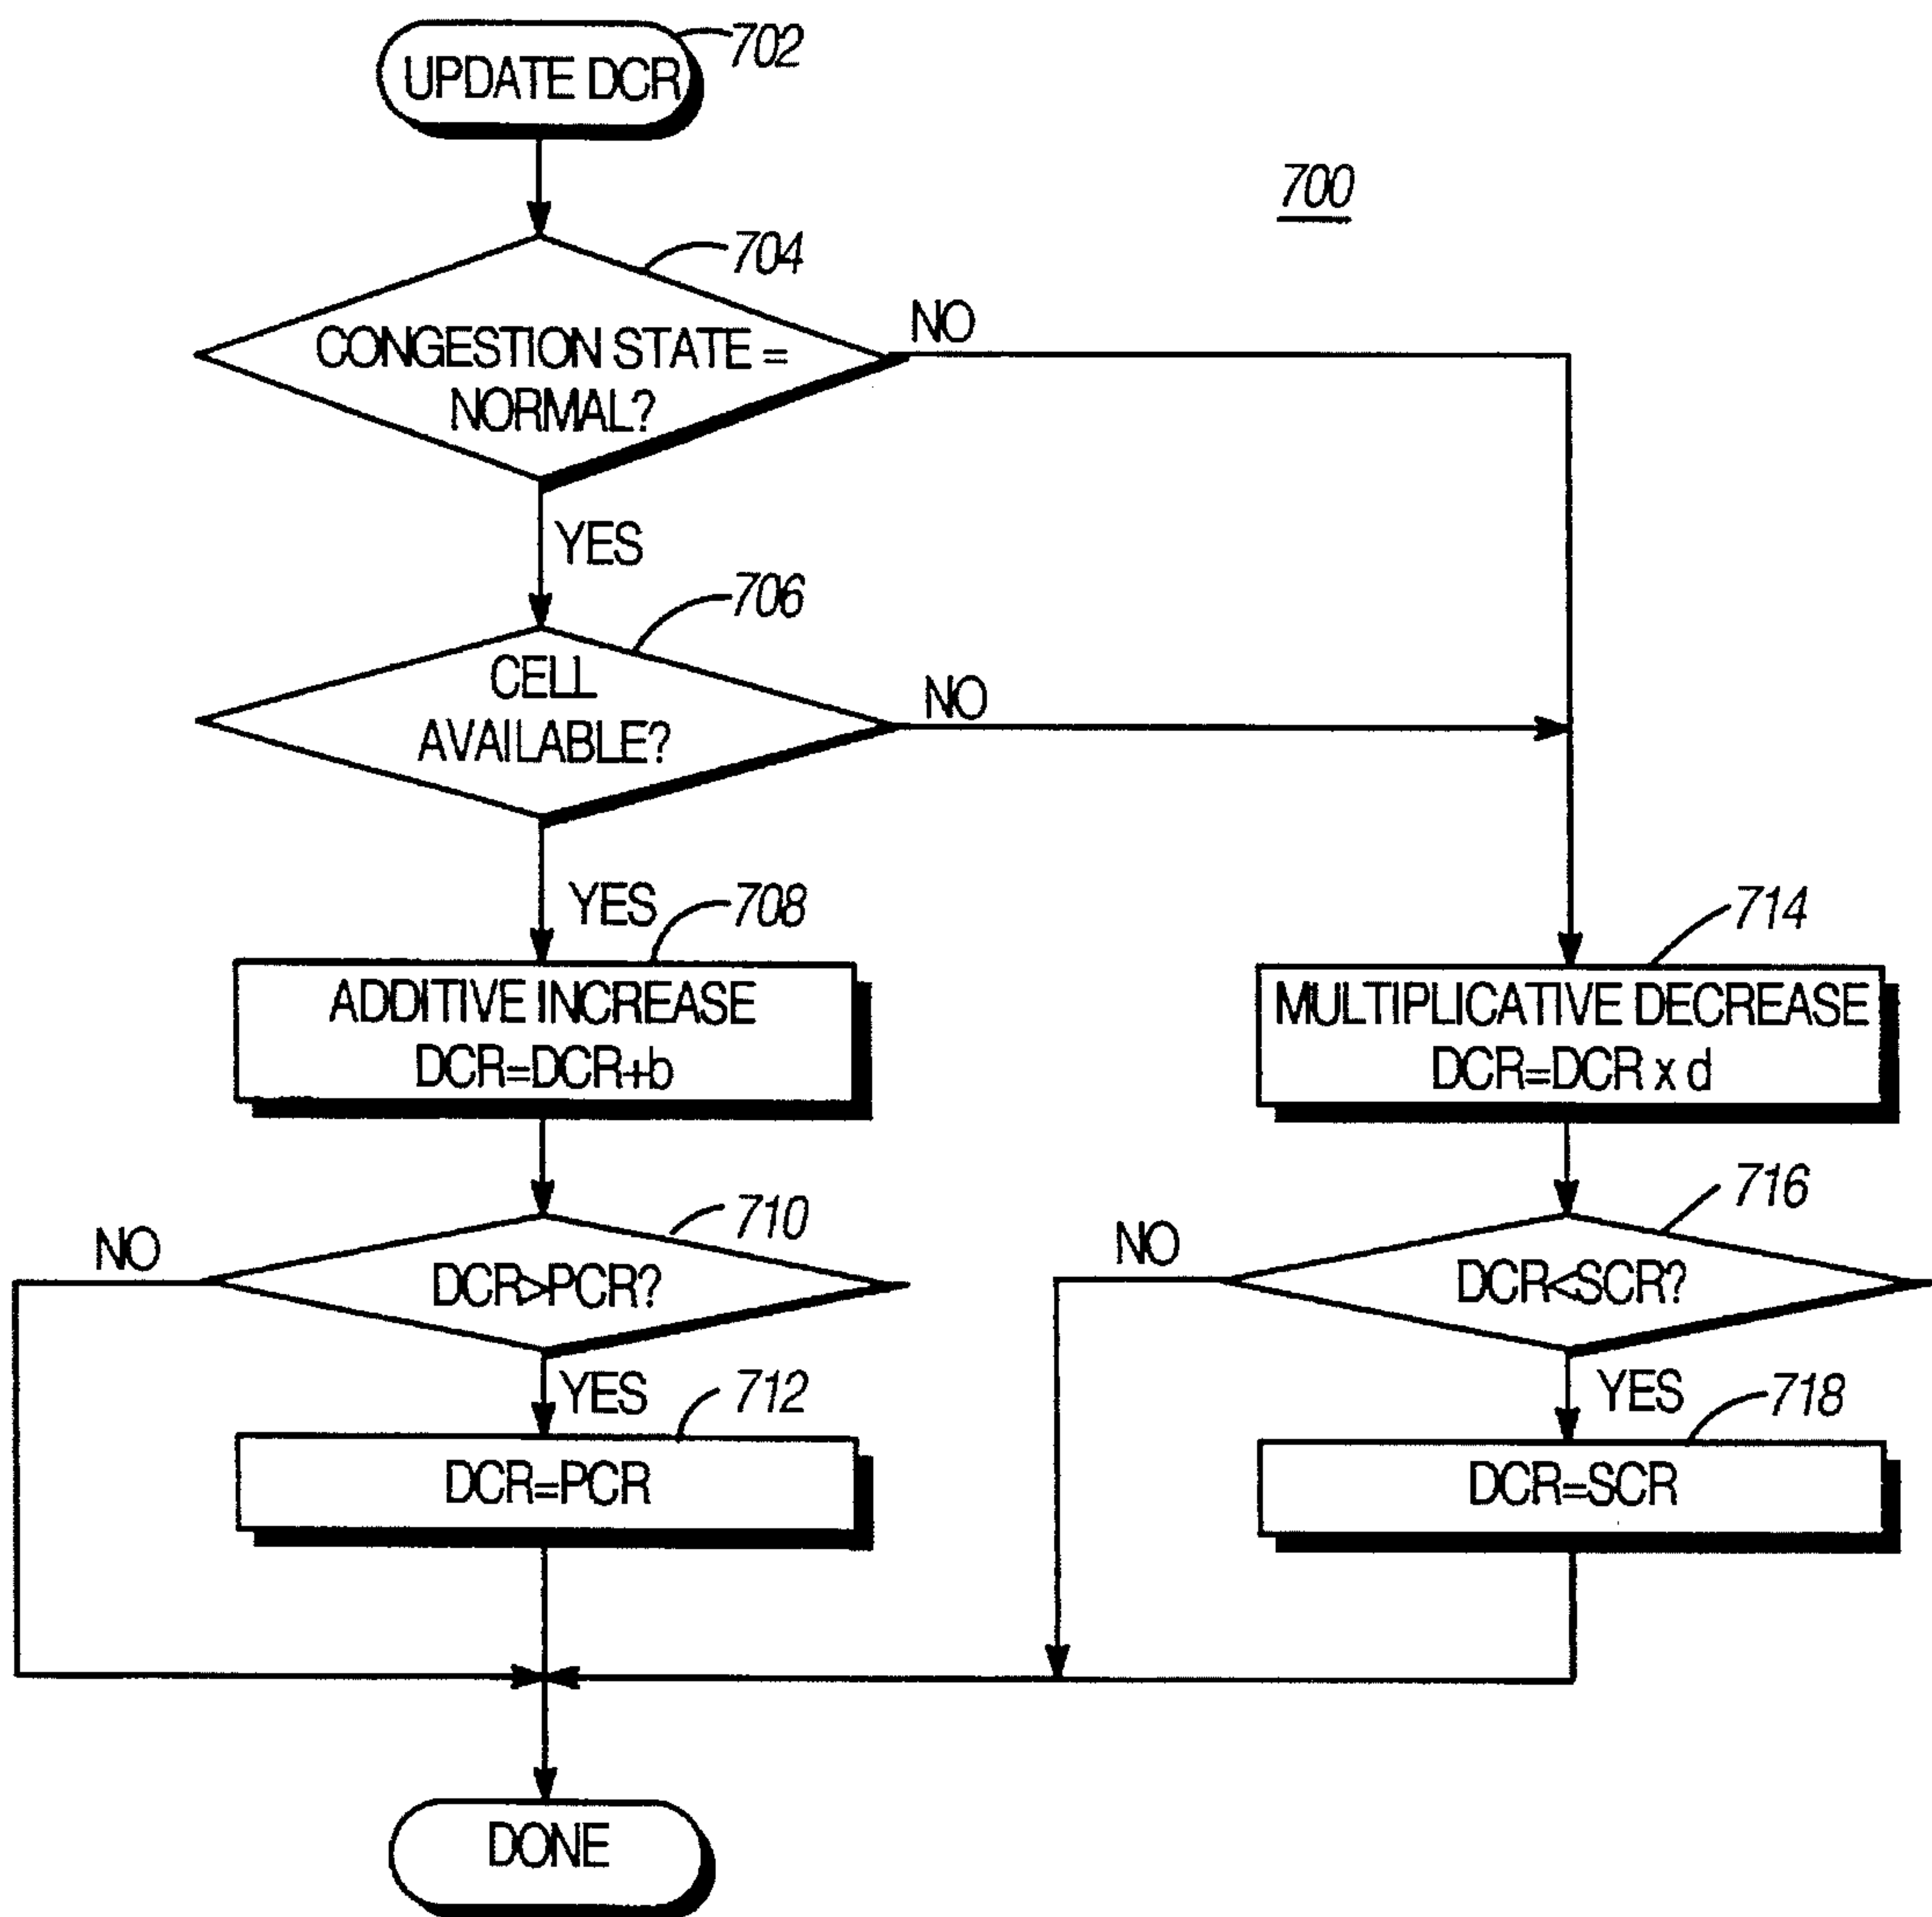 UPDATE DCR
702
700
704
CONGESTION STATE =
NORMAL?
NO
YES
706
CELL
AVAILABLE?
NO
YES
708
ADDITIVE INCREASE
DCR=DCR+b
714
MULTIPLICATIVE DECREASE
DCR=DCR x d
710
NO
DCR>PCR?
YES
712
DCR=PCR
716
NO
DCR<SCR?
YES
718
DCR=SCR
DONE